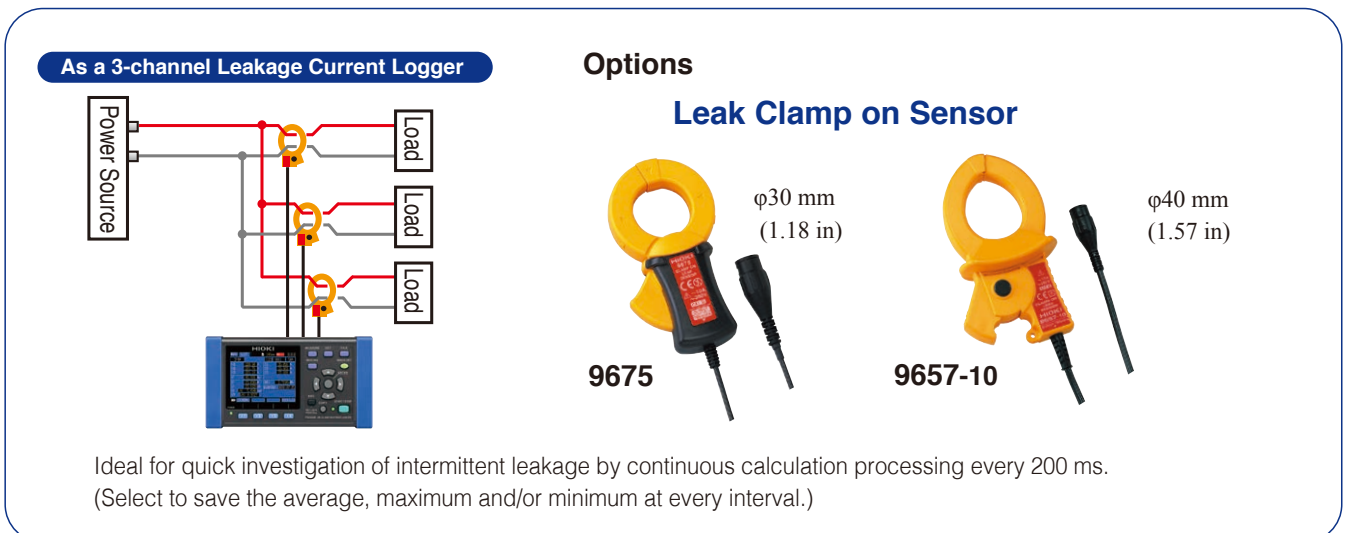 As a 3-channel Leakage Current Logger
Power Source
Load
Load
Load
HIOKI
Options
Leak Clamp on Sensor
φ30 mm
(1.18 in)
9675
φ40 mm
(1.57 in)
9657-10
Ideal for quick investigation of intermittent leakage by continuous calculation processing every 200 ms.
(Select to save the average, maximum and/or minimum at every interval.)